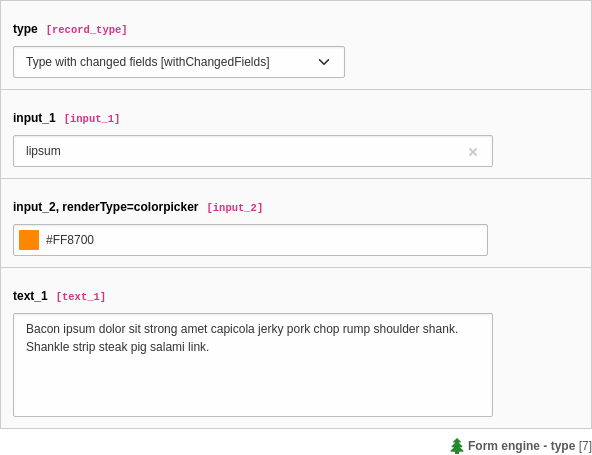 type [record_type]
Type with changed fields [withChangedFields]
input_1 [input_1]
lipsum
input_2, renderType=colorpicker [input_2]
#FF8700
text_1 [text_1]
Bacon ipsum dolor sit strong amet capicola jerky pork chop rump shoulder shank.
Shankle strip steak pig salami link.
Form engine - type [7]